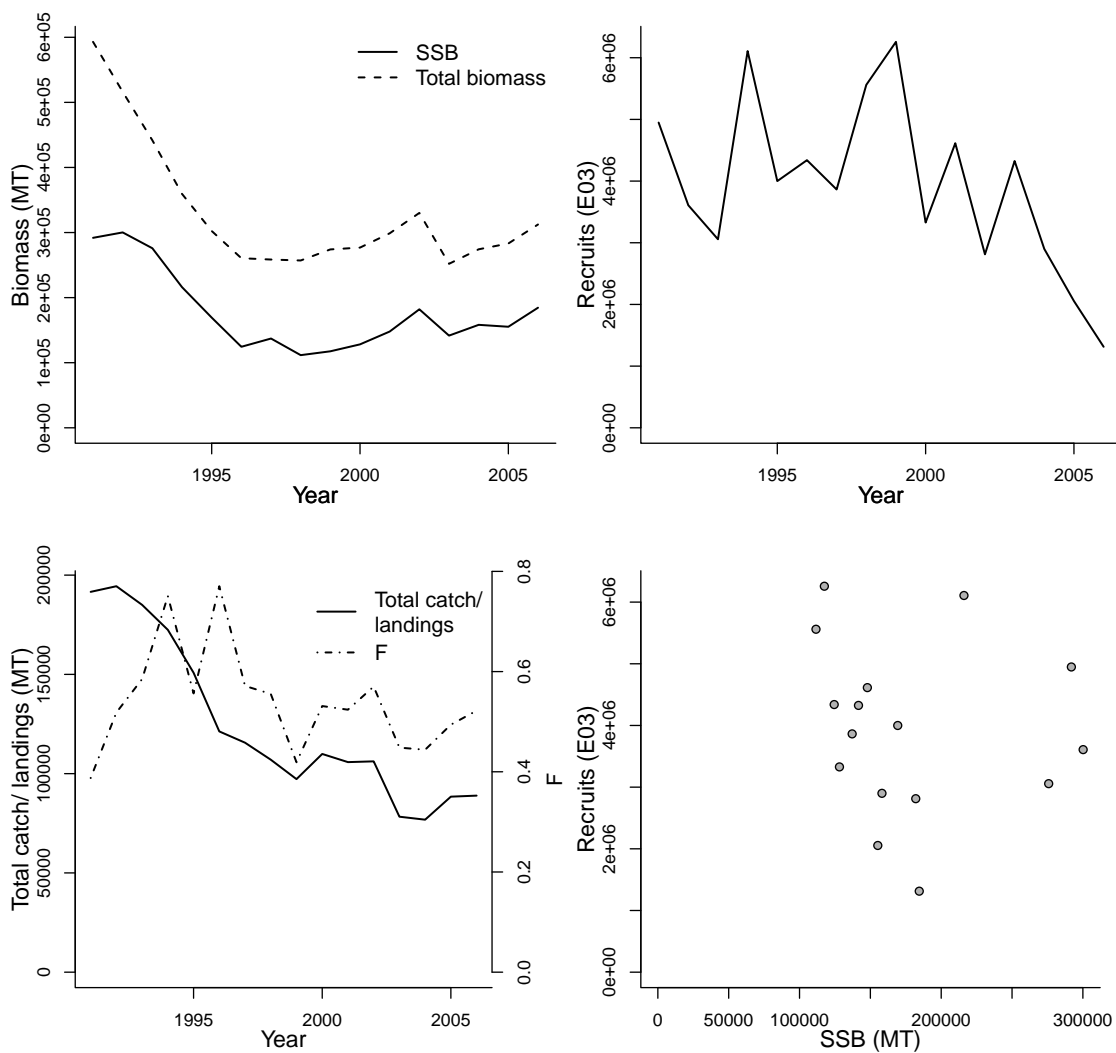 6e+05
5e+05
4e+05
3e+05
2e+05
1e+05
0e+00
Biomass (MT)
SSB
Total biomass
1995
2000
2005
Year
6e+06
4e+06
2e+06
0e+00
Recruits (E03)
1995
2000
2005
Year
200000
150000
100000
50000
0
Total catch/ landings (MT)
Total catch/
landings
F
0.8
0.6
0.4
0.2
0.0
F
1995
2000
2005
Year
6e+06
4e+06
2e+06
0e+00
Recruits (E03)
0
50000
100000
200000
300000
SSB (MT)